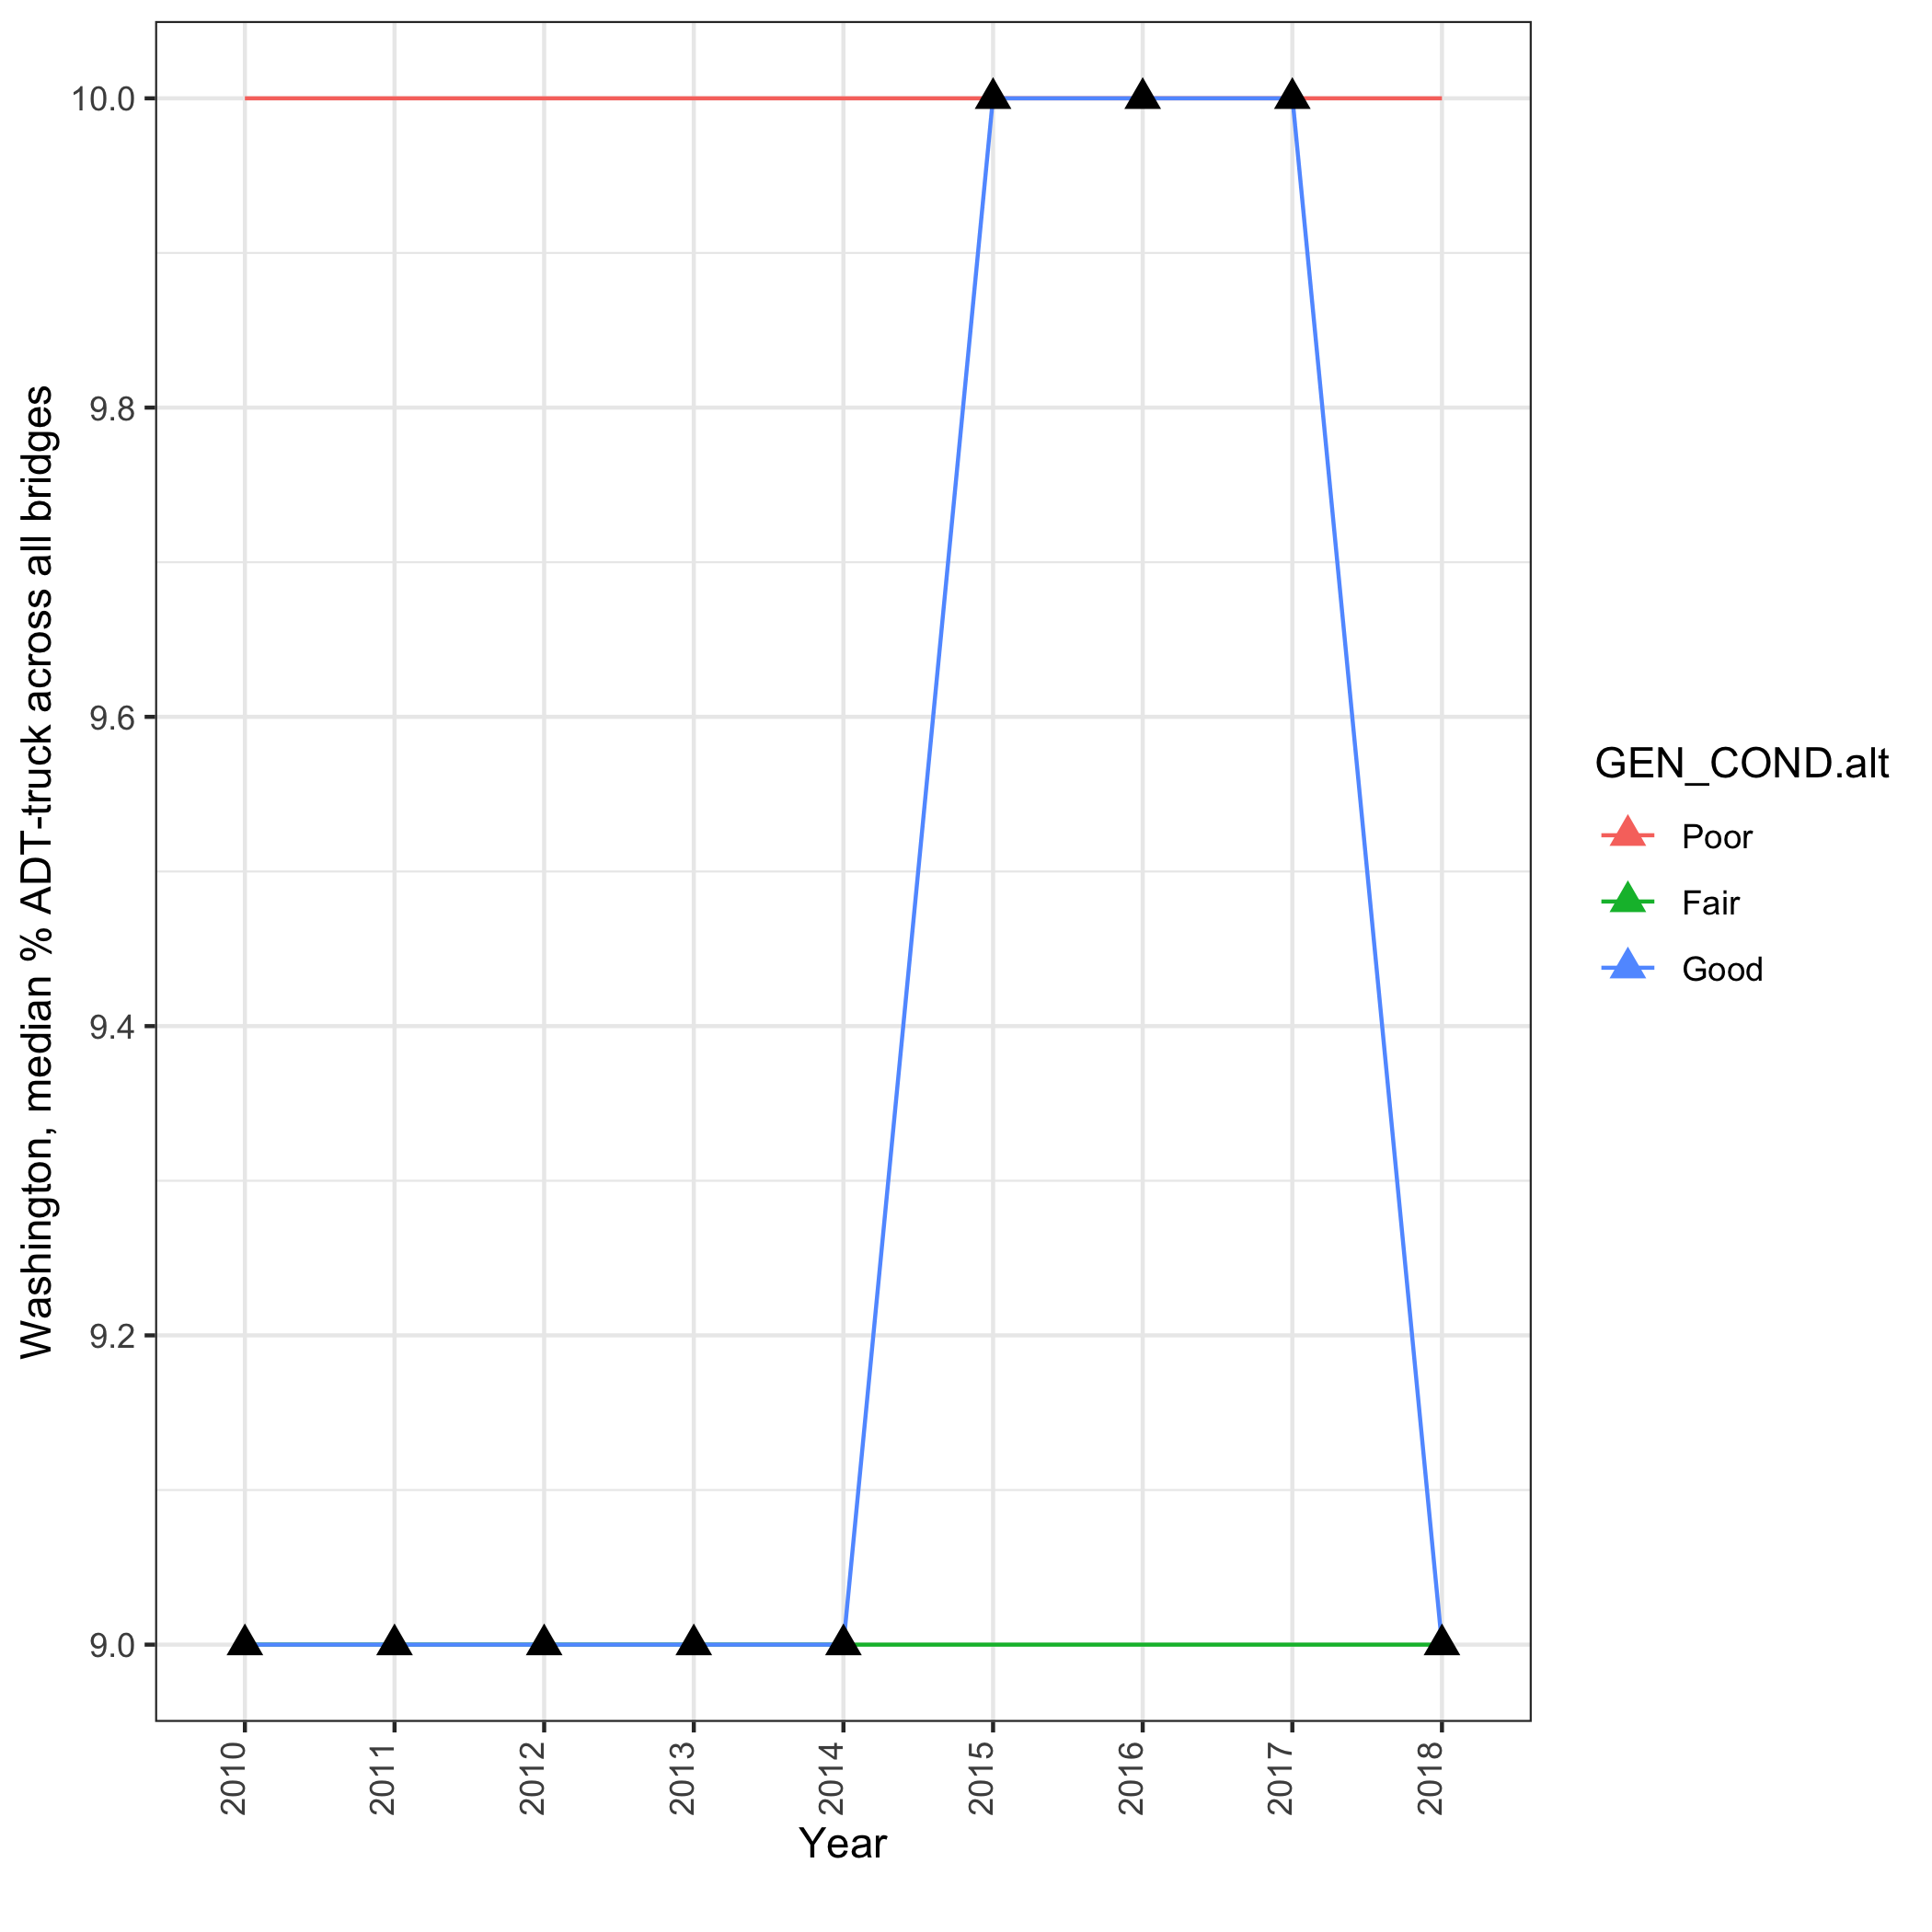 Washington, median % ADT-truck across all bridges
10.0
9.8
9.6
9.4
9.2
9.0
2010
2011
2012
2013
2014
2015
2016
2017
2018
Year
GEN_COND.alt
Poor
Fair
Good